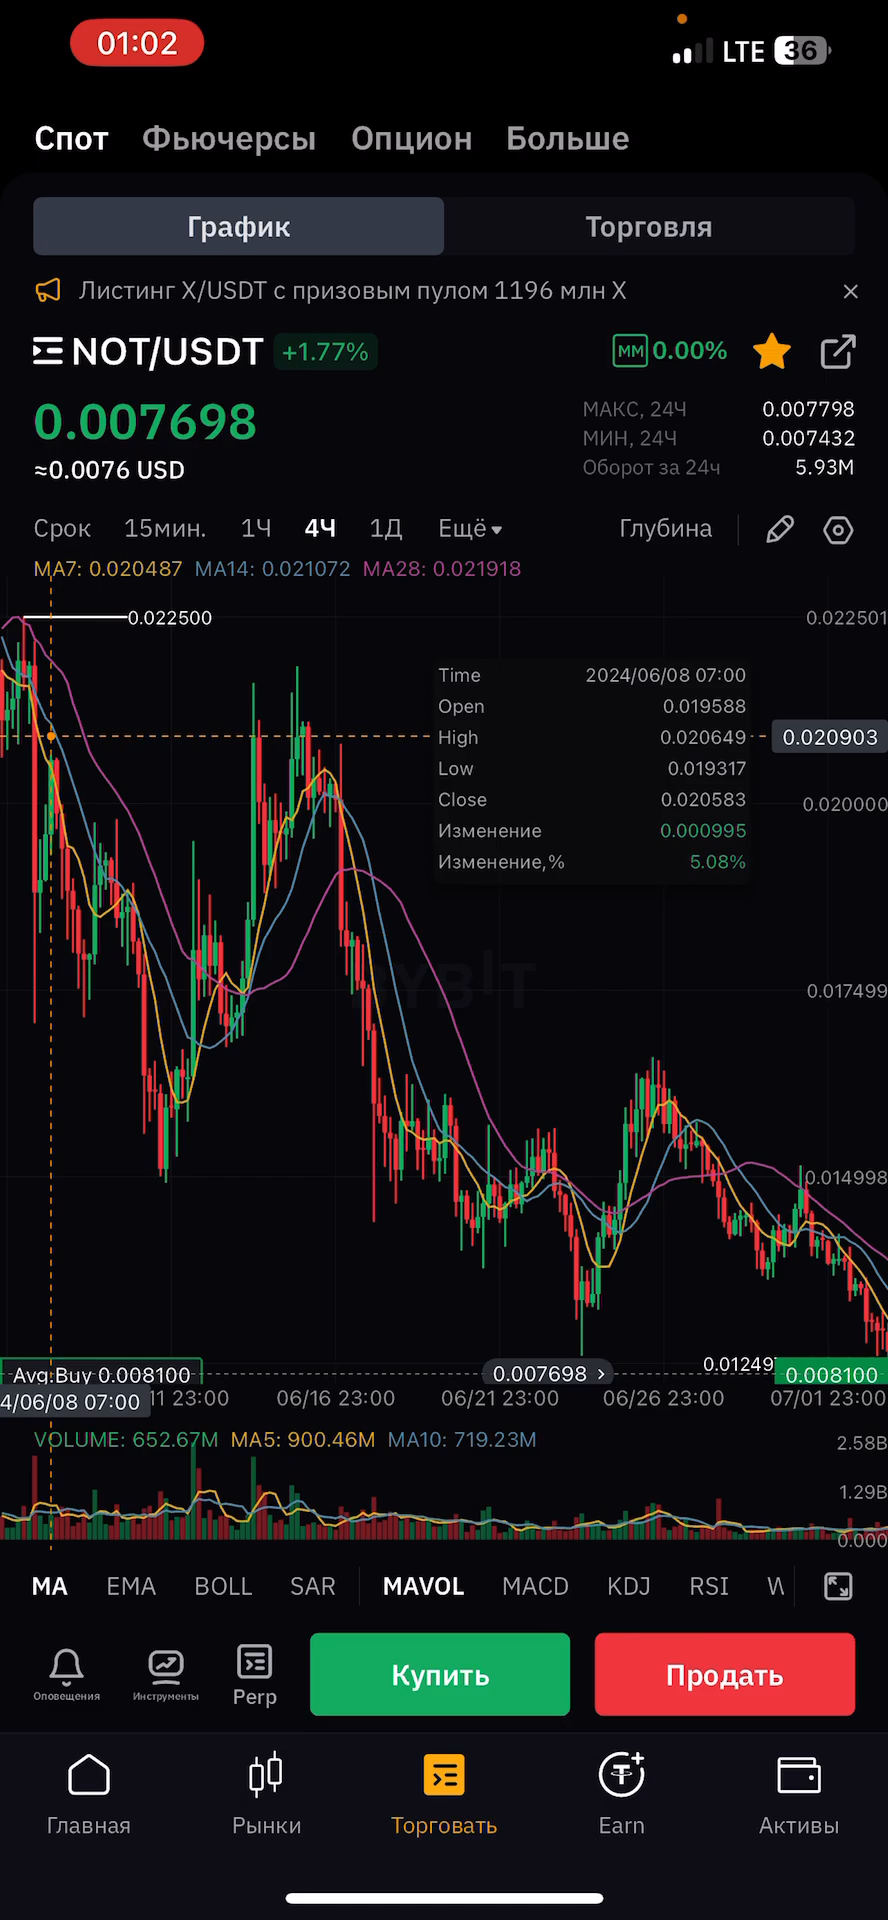 01:02
LTE 36
Спот Фьючерсы Опцион Больше
График Торговля
Листинг X/USDT с призовым пулом 1196 млн X
NOT/USDT +1.77% MM 0.00%
0.007698
≈0.0076 USD
МАКС, 24Ч 0.007798
МИН, 24Ч 0.007432
Оборот за 24ч 5.93M
Срок 15мин. 1Ч 4Ч 1Д Ещё Глубина
MA7: 0.020487 MA14: 0.021072 MA28: 0.021918
0.022500 0.022501
Time 2024/06/08 07:00
Open 0.019588
High 0.020649 0.020903
Low 0.019317
Close 0.020583 0.020000
Изменение 0.000995
Изменение,% 5.08%
BYBIT
0.017499
0.014998
Avg.Buy 0.008100 0.007698 0.01249 0.008100
4/06/08 07:00 11 23:00 06/16 23:00 06/21 23:00 06/26 23:00 07/01 23:00
VOLUME: 652.67M MA5: 900.46M MA10: 719.23M 2.58B
1.29B
0.000
MA EMA BOLL SAR MAVOL MACD KDJ RSI
Оповещения Инструменты Perp Купить Продать
Главная Рынки Торговать Earn Активы